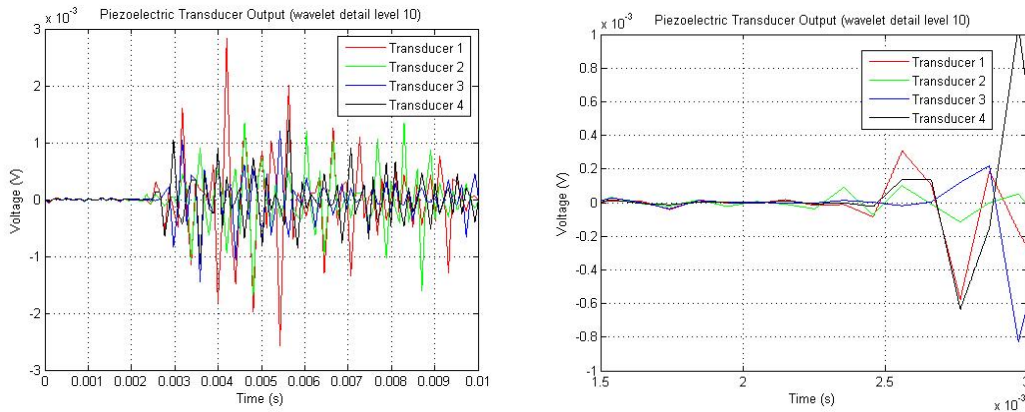 Piezoelectric Transducer Output (wavelet detail level 10)
x 10⁻³
3
2
1
0
-1
-2
-3
Voltage (V)
Transducer 1
Transducer 2
Transducer 3
Transducer 4
0 0.001 0.002 0.003 0.004 0.005 0.006 0.007 0.008 0.009 0.01
Time (s)
Piezoelectric Transducer Output (wavelet detail level 10)
x 10⁻³
1
0.8
0.6
0.4
0.2
0
-0.2
-0.4
-0.6
-0.8
-1
Voltage (V)
Transducer 1
Transducer 2
Transducer 3
Transducer 4
1.5 2 2.5
Time (s)
x 10⁻³